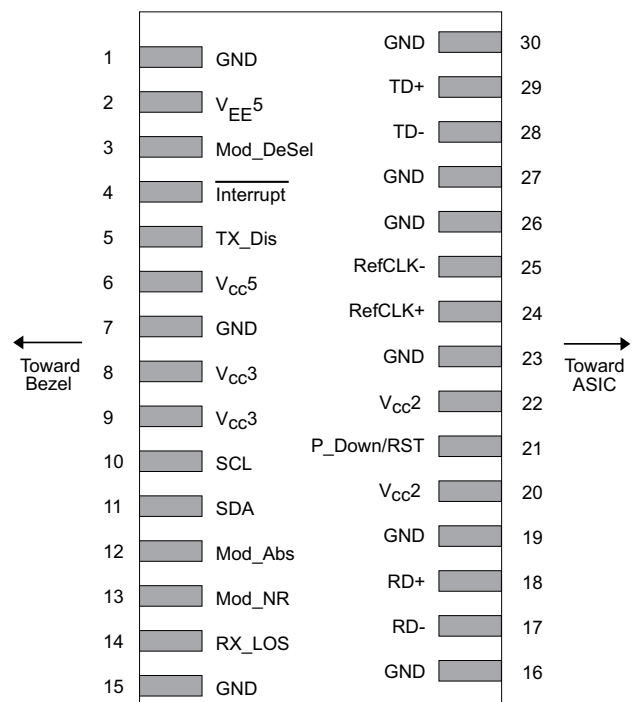 1 GND
2 VEE5
3 Mod_DeSel
4 Interrupt
5 TX_Dis
6 Vcc5
7 GND
8 Vcc3
9 Vcc3
10 SCL
11 SDA
12 Mod_Abs
13 Mod_NR
14 RX_LOS
15 GND
Toward
Bezel
GND 30
TD+ 29
TD- 28
GND 27
GND 26
RefCLK- 25
RefCLK+ 24
GND 23
Vcc2 22
P_Down/RST 21
Vcc2 20
GND 19
RD+ 18
RD- 17
GND 16
Toward
ASIC